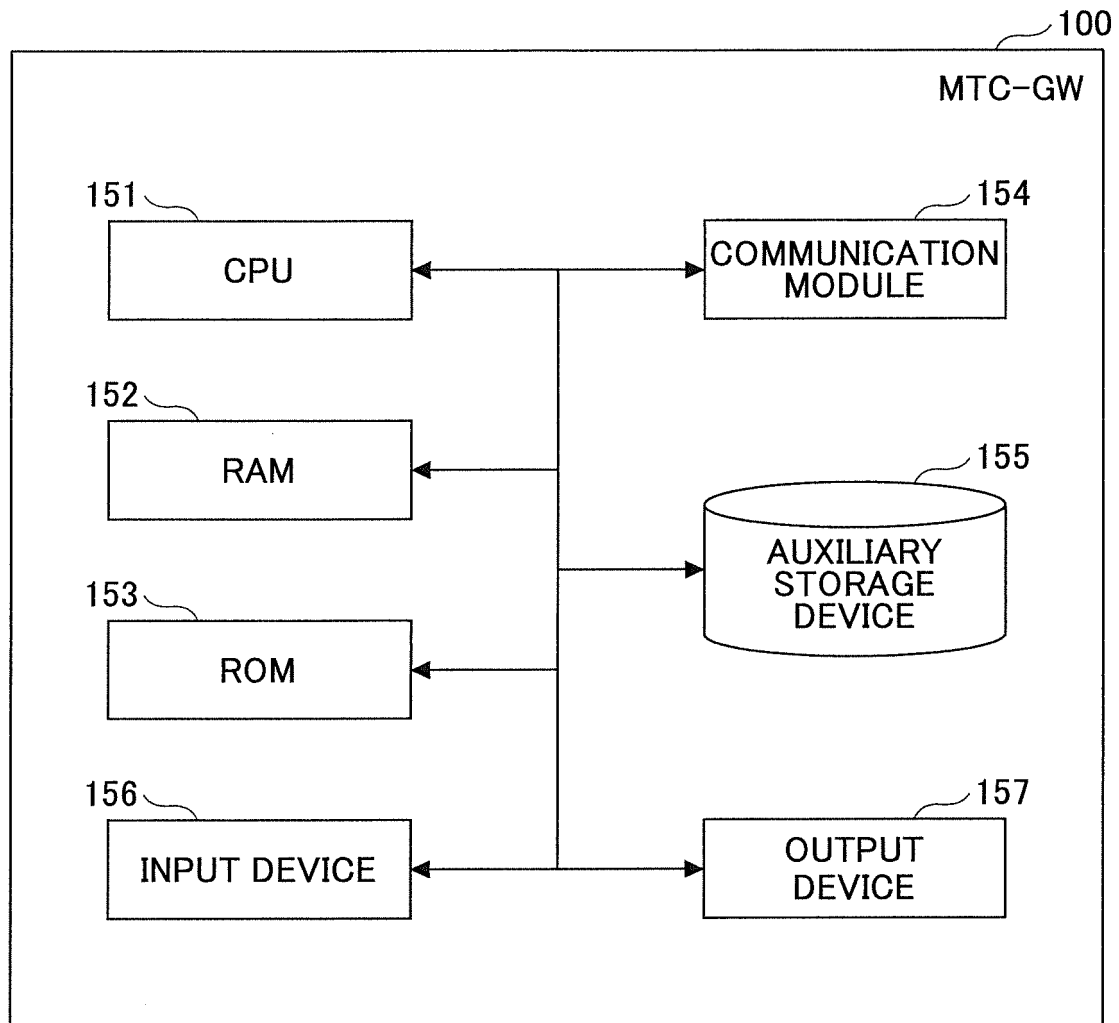 100
MTC-GW
151
CPU
154
COMMUNICATION
MODULE
152
RAM
155
AUXILIARY
STORAGE
DEVICE
153
ROM
156
INPUT DEVICE
157
OUTPUT
DEVICE